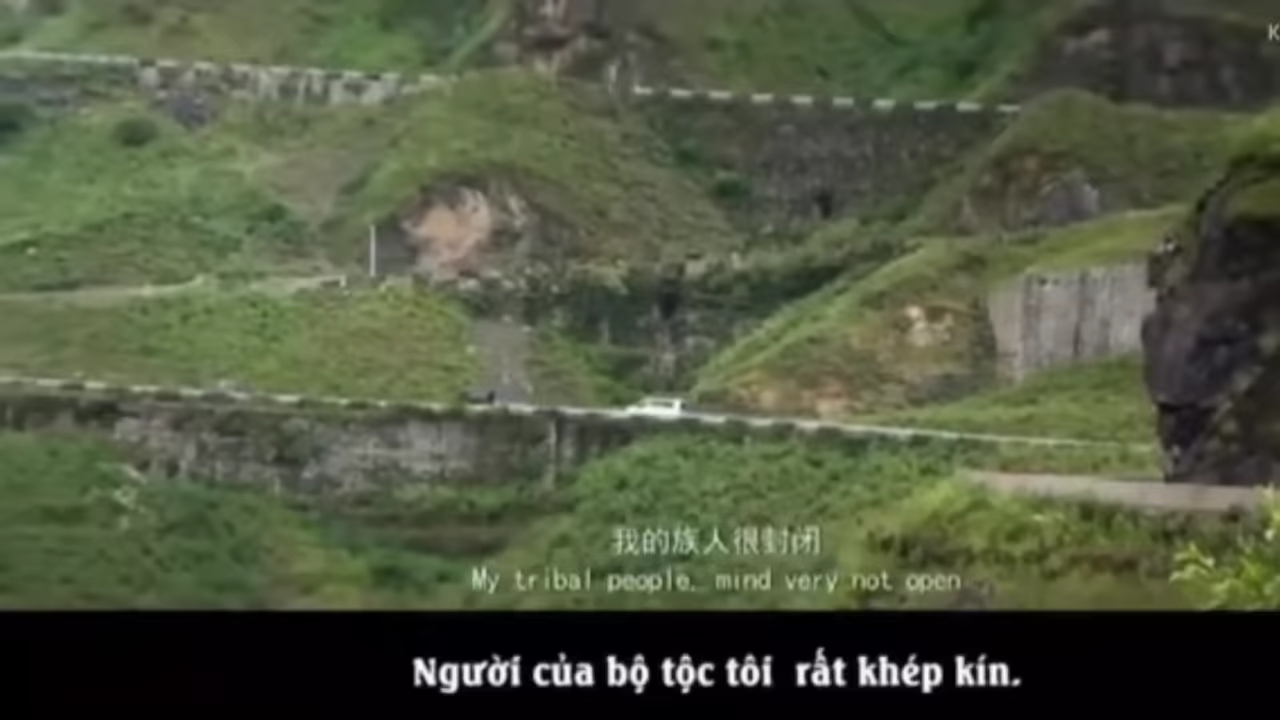 K
我的族人很封闭
My tribal people, mind very not open
Người của bộ tộc tôi rất khép kín.